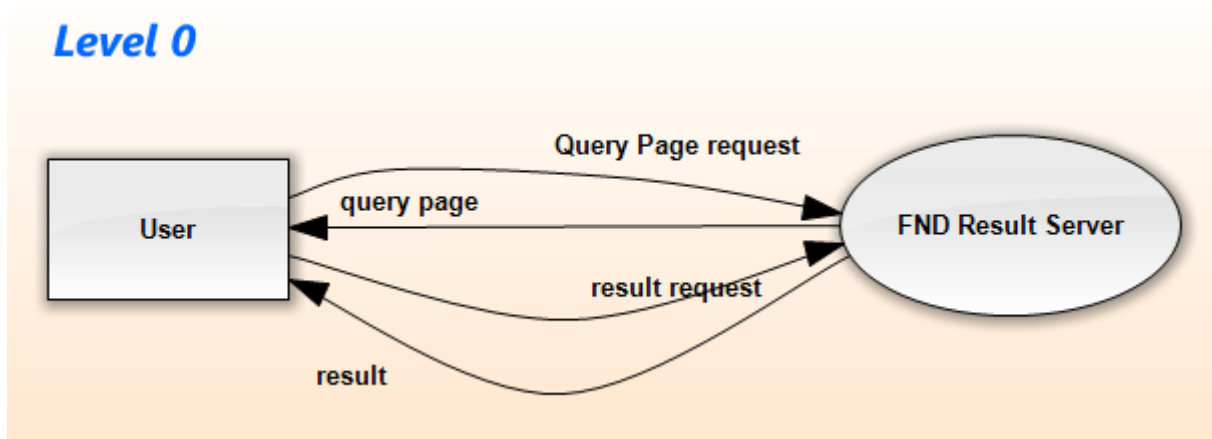 Level 0
Query Page request
query page
User
FND Result Server
result request
result